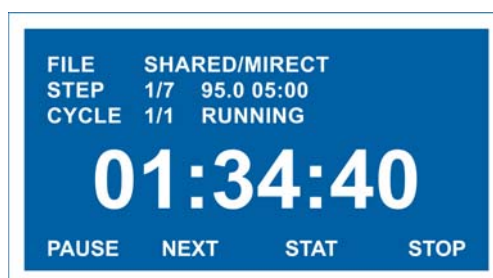 FILE SHARED/MIRECT
STEP 1/7 95.0 05:00
CYCLE 1/1 RUNNING
01:34:40
PAUSE NEXT STAT STOP